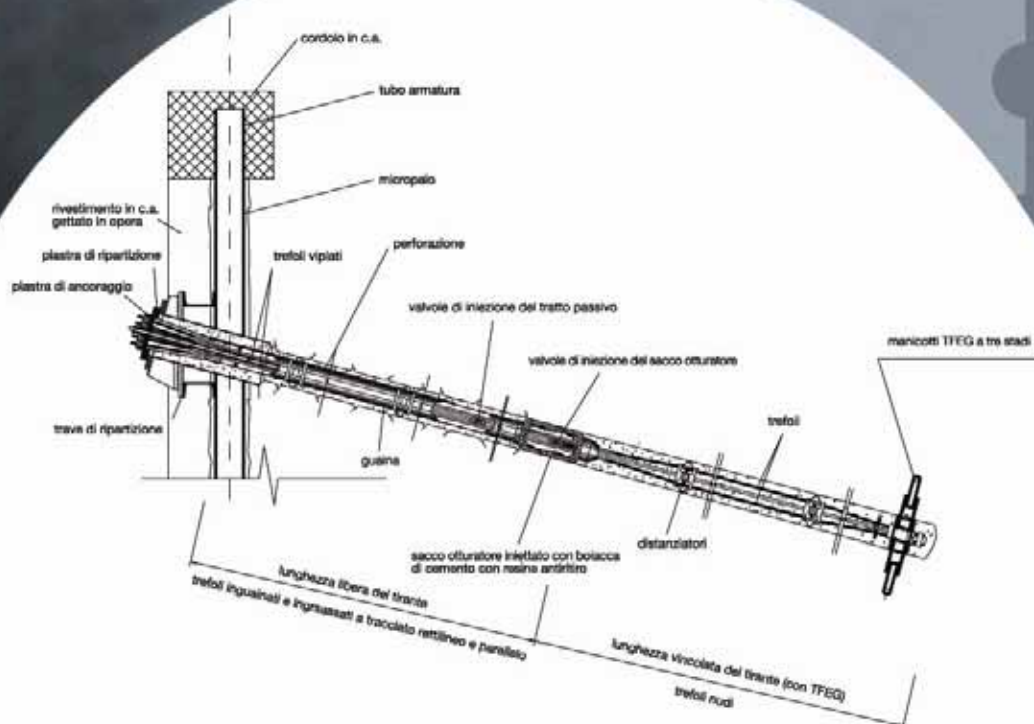 cordolo in c.a.
tubo armatura
micropalo
rivestimento in c.a.
gettato in opera
piastra di ripartizione
trefoli viplati
perforazione
piastra di ancoraggio
valvole di iniezione del tratto passivo
manicotti TFEG a tre stadi
valvole di iniezione del sacco otturatore
trefoli
trave di ripartizione
guaina
distanziatori
sacco otturatore iniettato con boiacca
di cemento con resina antiritiro
lunghezza libera del tirante
trefoli inguainati e ingrassati a tracciato rettilineo e parallelo
lunghezza vincolata del tirante (con TFEG)
trefoli nudi